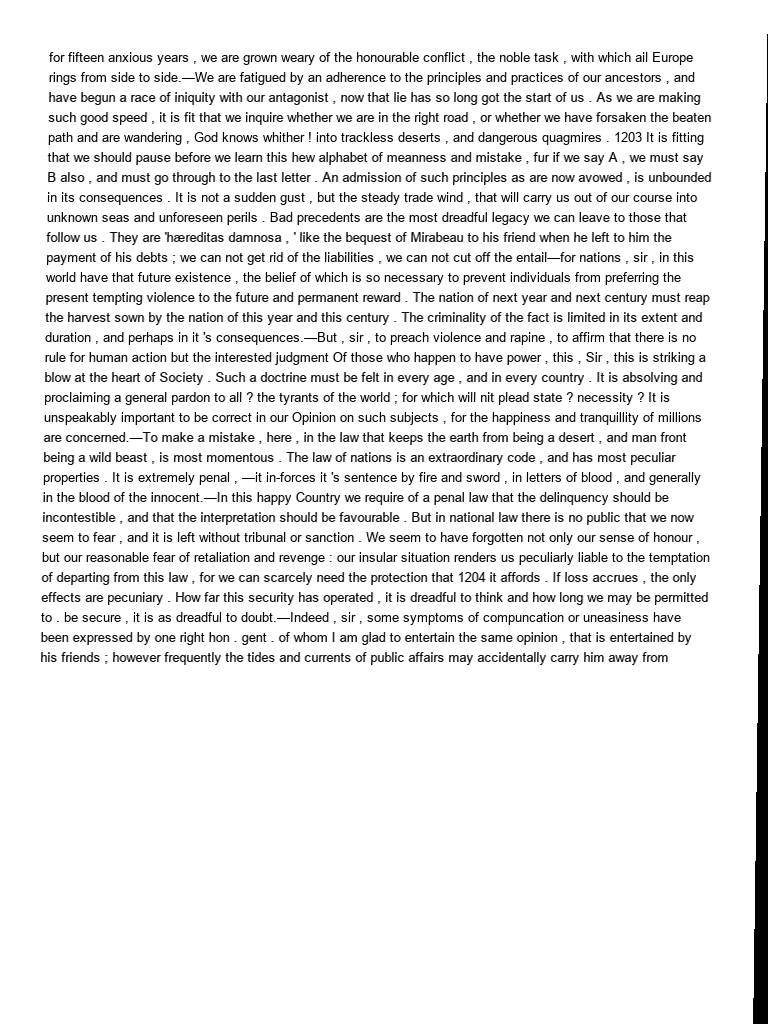 for fifteen anxious years , we are grown weary of the honourable conflict , the noble task , with which ail Europe
rings from side to side.—We are fatigued by an adherence to the principles and practices of our ancestors , and
have begun a race of iniquity with our antagonist , now that lie has so long got the start of us . As we are making
such good speed , it is fit that we inquire whether we are in the right road , or whether we have forsaken the beaten
path and are wandering , God knows whither ! into trackless deserts , and dangerous quagmires . 1203 It is fitting
that we should pause before we learn this hew alphabet of meanness and mistake , fur if we say A , we must say
B also , and must go through to the last letter . An admission of such principles as are now avowed , is unbounded
in its consequences . It is not a sudden gust , but the steady trade wind , that will carry us out of our course into
unknown seas and unforeseen perils . Bad precedents are the most dreadful legacy we can leave to those that
follow us . They are 'hæreditas damnosa , ' like the bequest of Mirabeau to his friend when he left to him the
payment of his debts ; we can not get rid of the liabilities , we can not cut off the entail—for nations , sir , in this
world have that future existence , the belief of which is so necessary to prevent individuals from preferring the
present tempting violence to the future and permanent reward . The nation of next year and next century must reap
the harvest sown by the nation of this year and this century . The criminality of the fact is limited in its extent and
duration , and perhaps in it 's consequences.—But , sir , to preach violence and rapine , to affirm that there is no
rule for human action but the interested judgment Of those who happen to have power , this , Sir , this is striking a
blow at the heart of Society . Such a doctrine must be felt in every age , and in every country . It is absolving and
proclaiming a general pardon to all ? the tyrants of the world ; for which will nit plead state ? necessity ? It is
unspeakably important to be correct in our Opinion on such subjects , for the happiness and tranquillity of millions
are concerned.—To make a mistake , here , in the law that keeps the earth from being a desert , and man front
being a wild beast , is most momentous . The law of nations is an extraordinary code , and has most peculiar
properties . It is extremely penal , —it in-forces it 's sentence by fire and sword , in letters of blood , and generally
in the blood of the innocent.—In this happy Country we require of a penal law that the delinquency should be
incontestible , and that the interpretation should be favourable . But in national law there is no public that we now
seem to fear , and it is left without tribunal or sanction . We seem to have forgotten not only our sense of honour ,
but our reasonable fear of retaliation and revenge : our insular situation renders us peculiarly liable to the temptation
of departing from this law , for we can scarcely need the protection that 1204 it affords . If loss accrues , the only
effects are pecuniary . How far this security has operated , it is dreadful to think and how long we may be permitted
to . be secure , it is as dreadful to doubt.—Indeed , sir , some symptoms of compuncation or uneasiness have
been expressed by one right hon . gent . of whom I am glad to entertain the same opinion , that is entertained by
his friends ; however frequently the tides and currents of public affairs may accidentally carry him away from